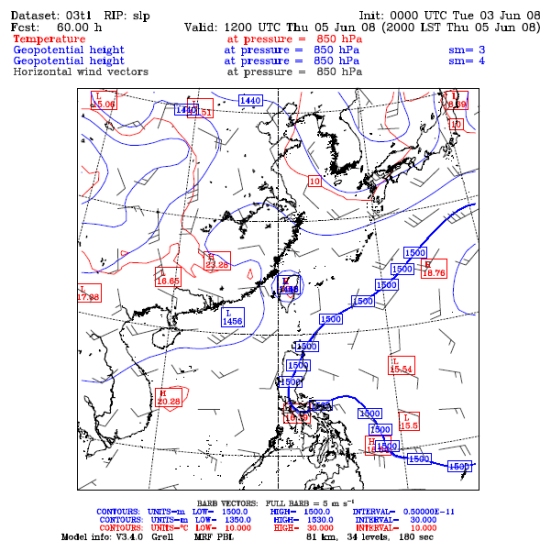 Dataset: 03t1 RIP: slp Init: 0000 UTC Tue 03 Jun 08
Fcst: 60.00 h Valid: 1200 UTC Thu 05 Jun 08 (2000 LST Thu 05 Jun 08)
Temperature at pressure = 850 hPa
Geopotential height at pressure = 850 hPa sm= 3
Geopotential height at pressure = 850 hPa sm= 4
Horizontal wind vectors at pressure = 850 hPa
L
1440
L
10
10
1500
1500
H
23.28
16.65
18.76
1500
17.98
L
1456
1500
1500
1500
L
15.54
1500
H
20.28
1500
L
15.5
1500
H
1500
1500
1500
BARB VECTORS: FULL BARB = 5 m s⁻¹
CONTOURS: UNITS=m LOW= 1500.0 HIGH= 1500.0 INTERVAL= 0.50000E-11
CONTOURS: UNITS=m LOW= 1350.0 HIGH= 1530.0 INTERVAL= 30.000
CONTOURS: UNITS=°C LOW= 10.000 HIGH= 30.000 INTERVAL= 10.000
Model info: V3.4.0 Grell MRF PBL 81 km, 34 levels, 180 sec